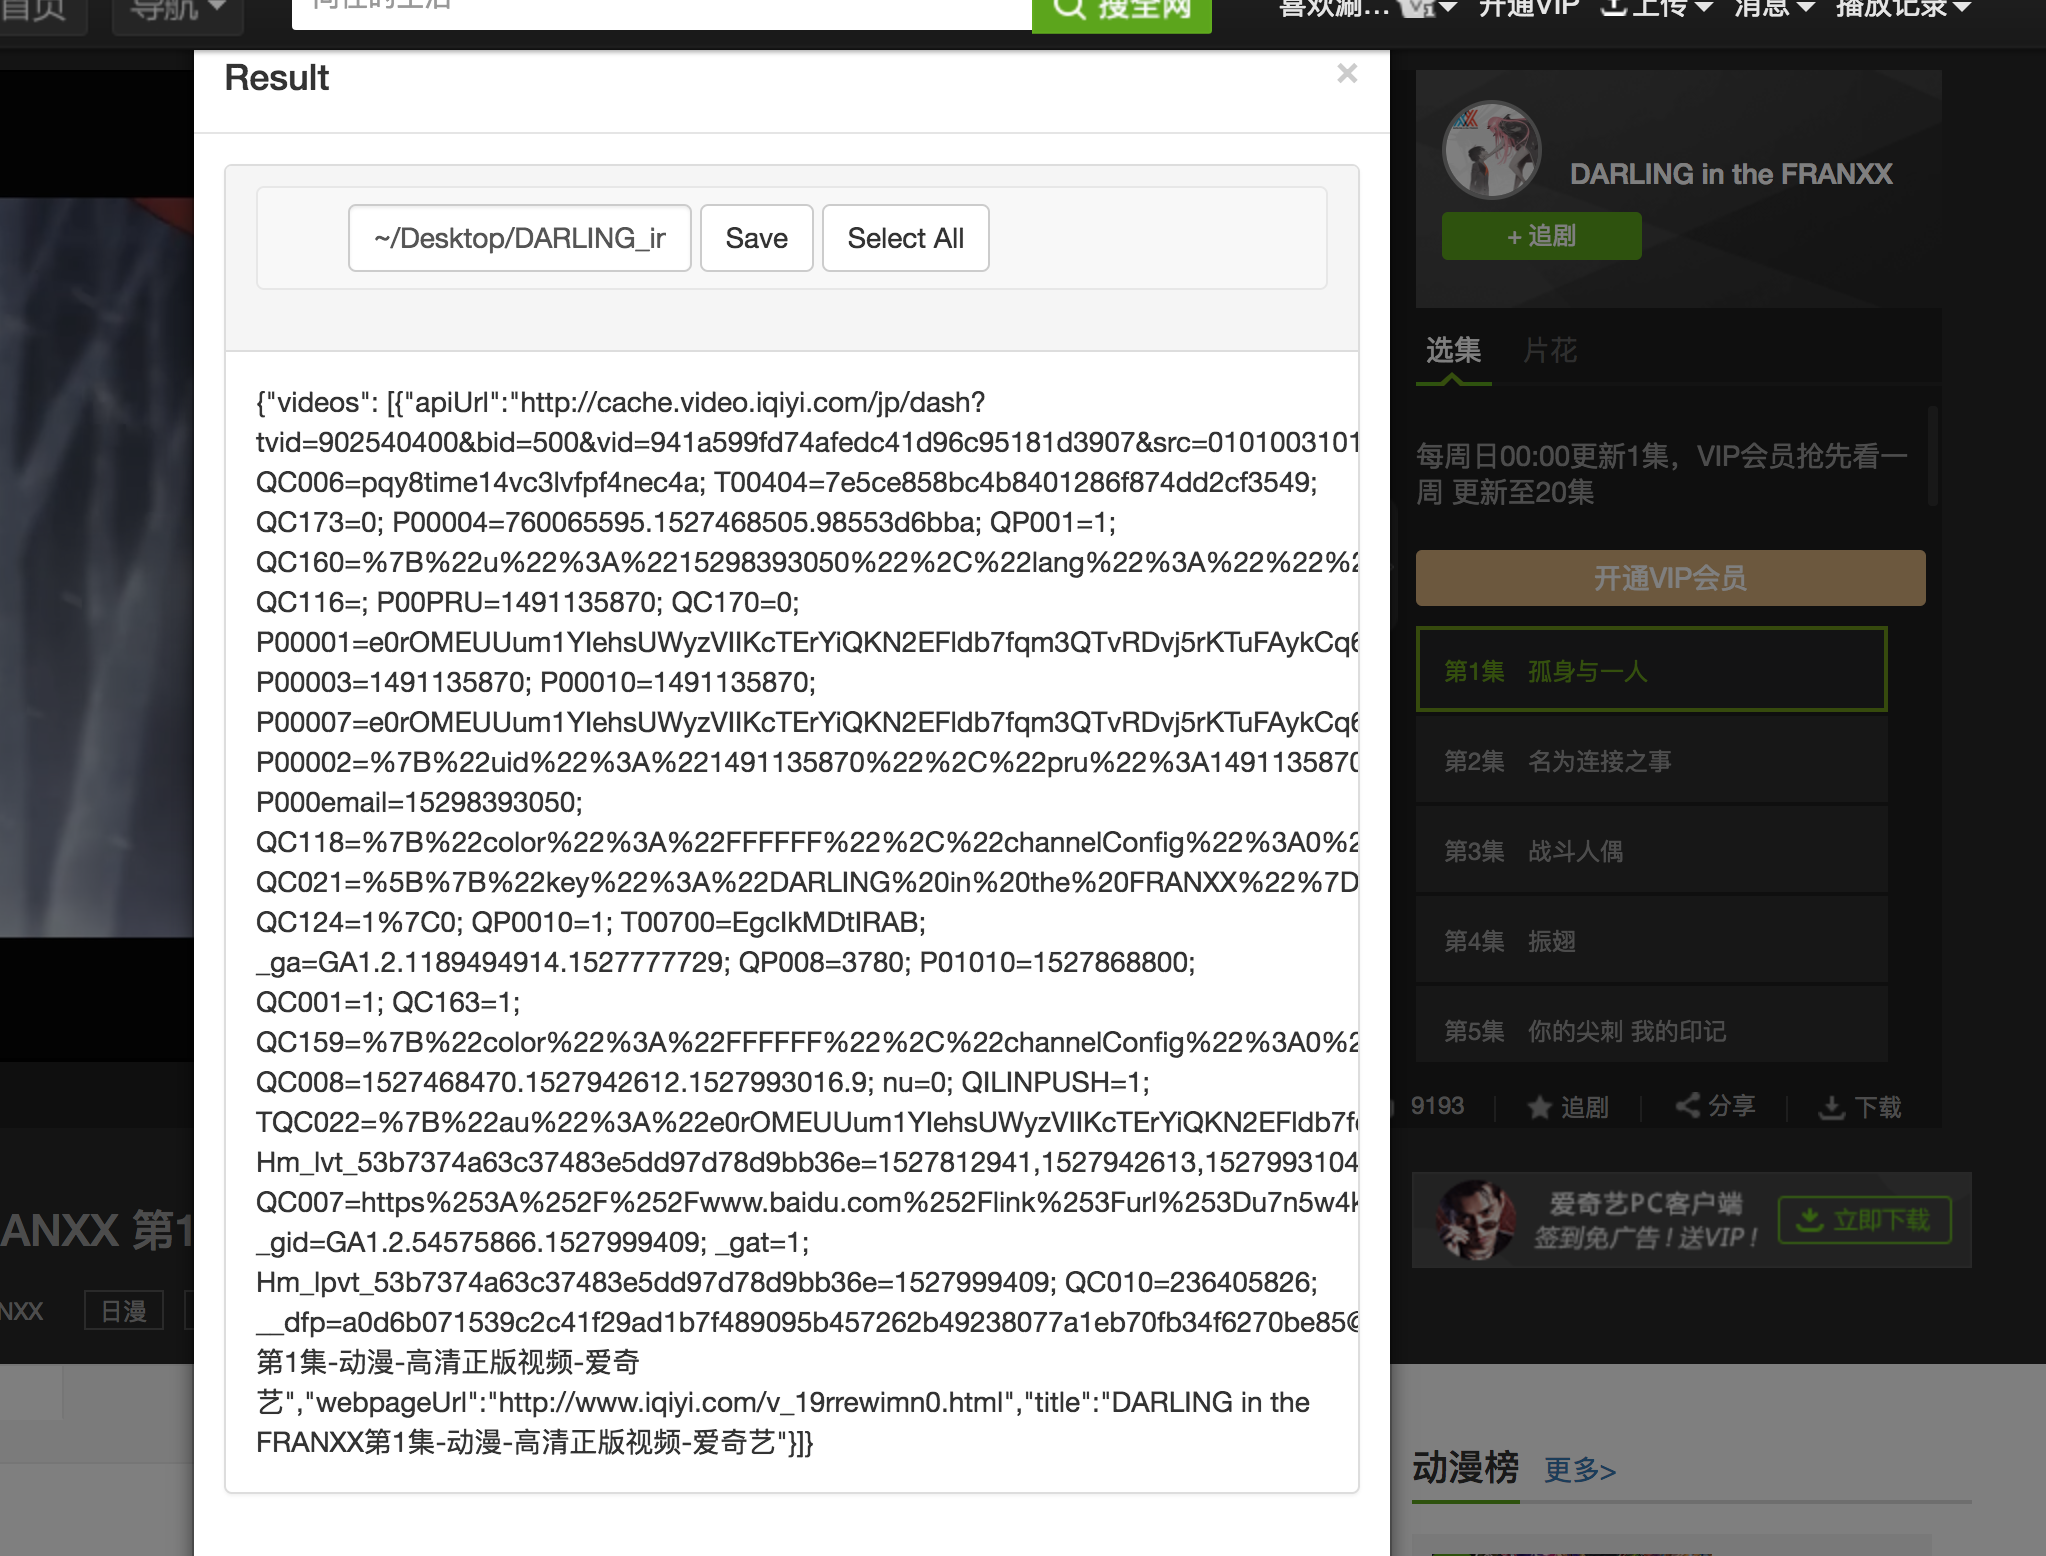 首页
导航
向往的生活
搜全网
喜欢涮...
开通VIP
上传
消息
播放记录
Result
×
~/Desktop/DARLING_ir
Save
Select All
{"videos": [{"apiUrl":"http://cache.video.iqiyi.com/jp/dash?
tvid=902540400&bid=500&vid=941a599fd74afedc41d96c95181d3907&src=0101003101
QC006=pqy8time14vc3lvfpf4nec4a; T00404=7e5ce858bc4b8401286f874dd2cf3549;
QC173=0; P00004=760065595.1527468505.98553d6bba; QP001=1;
QC160=%7B%22u%22%3A%2215298393050%22%2C%22lang%22%3A%22%22%2
QC116=; P00PRU=1491135870; QC170=0;
P00001=e0rOMEUUum1YIehsUWyzVIIKcTErYiQKN2EFldb7fqm3QTvRDvj5rKTuFAykCq6
P00003=1491135870; P00010=1491135870;
P00007=e0rOMEUUum1YIehsUWyzVIIKcTErYiQKN2EFldb7fqm3QTvRDvj5rKTuFAykCq6
P00002=%7B%22uid%22%3A%221491135870%22%2C%22pru%22%3A1491135870
P000email=15298393050;
QC118=%7B%22color%22%3A%22FFFFFF%22%2C%22channelConfig%22%3A0%2
QC021=%5B%7B%22key%22%3A%22DARLING%20in%20the%20FRANXX%22%7D
QC124=1%7C0; QP0010=1; T00700=EgcIkMDtIRAB;
_ga=GA1.2.1189494914.1527777729; QP008=3780; P01010=1527868800;
QC001=1; QC163=1;
QC159=%7B%22color%22%3A%22FFFFFF%22%2C%22channelConfig%22%3A0%2
QC008=1527468470.1527942612.1527993016.9; nu=0; QILINPUSH=1;
TQC022=%7B%22au%22%3A%22e0rOMEUUum1YIehsUWyzVIIKcTErYiQKN2EFldb7f
Hm_lvt_53b7374a63c37483e5dd97d78d9bb36e=1527812941,1527942613,1527993104
QC007=https%253A%252F%252Fwww.baidu.com%252Flink%253Furl%253Du7n5w4k
_gid=GA1.2.54575866.1527999409; _gat=1;
Hm_lpvt_53b7374a63c37483e5dd97d78d9bb36e=1527999409; QC010=236405826;
__dfp=a0d6b071539c2c41f29ad1b7f489095b457262b49238077a1eb70fb34f6270be85@
第1集-动漫-高清正版视频-爱奇
艺","webpageUrl":"http://www.iqiyi.com/v_19rrewimn0.html","title":"DARLING in the
FRANXX第1集-动漫-高清正版视频-爱奇艺"}]}
DARLING in the FRANXX
+ 追剧
选集 片花
每周日00:00更新1集，VIP会员抢先看一
周 更新至20集
开通VIP会员
第1集 孤身与一人
第2集 名为连接之事
第3集 战斗人偶
第4集 振翅
第5集 你的尖刺 我的印记
9193 追剧 分享 下载
爱奇艺PC客户端
签到免广告！送VIP！
立即下载
ANXX 第1
NXX 日漫
动漫榜 更多>